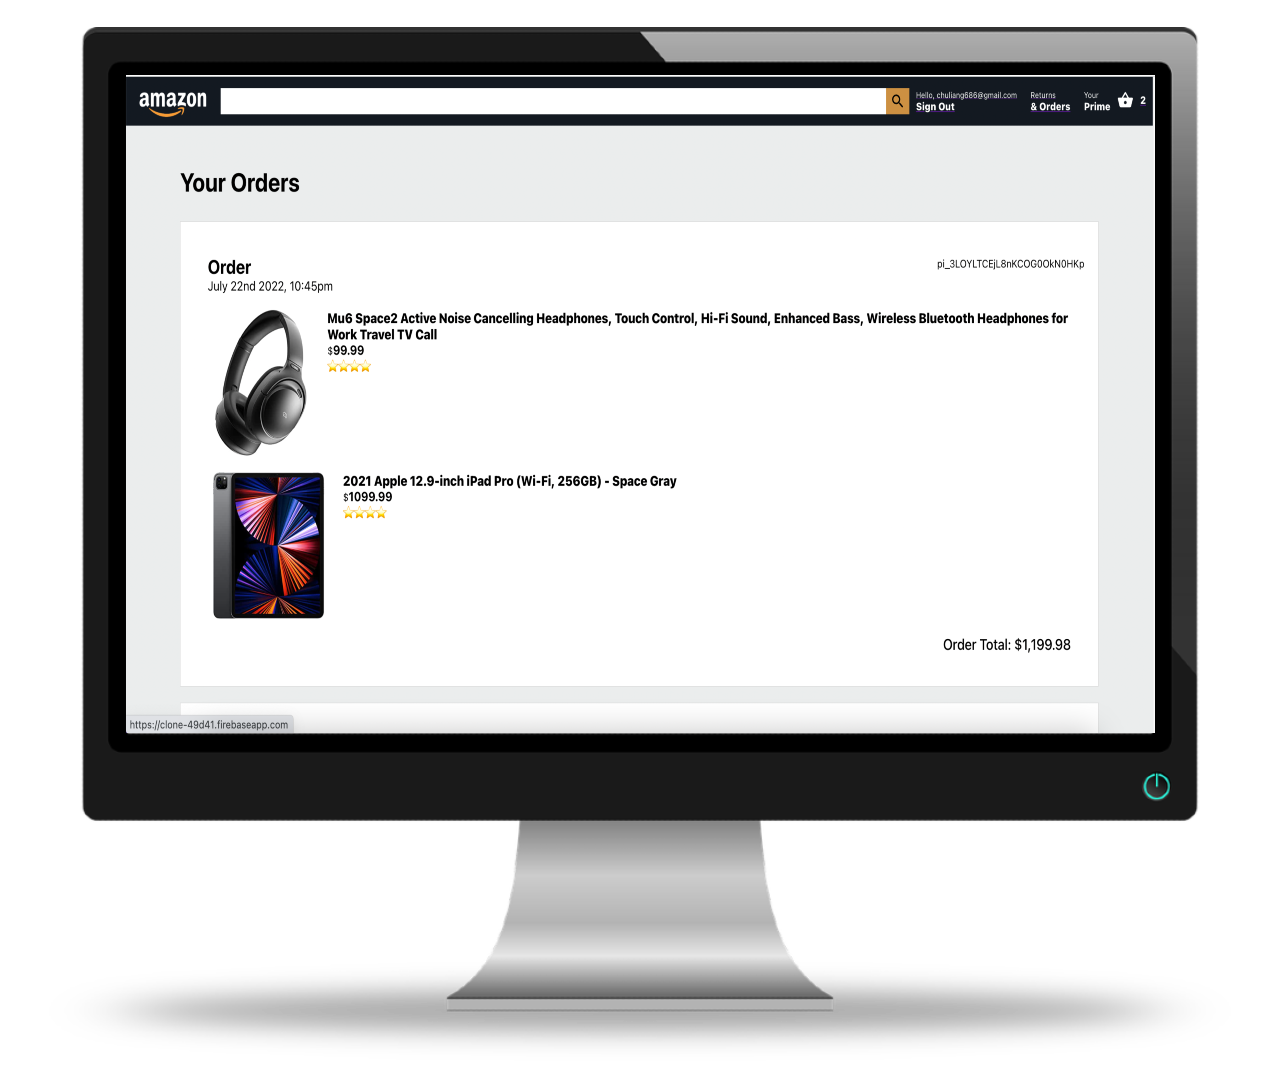 amazon
Hello, chuliang686@gmail.com
Sign Out
Returns
& Orders
Your
Prime
2
Your Orders
Order
July 22nd 2022, 10:45pm
pi_3LOYLTCEjL8nKCOG0OkN0HKp
Mu6 Space2 Active Noise Cancelling Headphones, Touch Control, Hi-Fi Sound, Enhanced Bass, Wireless Bluetooth Headphones for
Work Travel TV Call
$99.99
2021 Apple 12.9-inch iPad Pro (Wi-Fi, 256GB) - Space Gray
$1099.99
Order Total: $1,199.98
https://clone-49d41.firebaseapp.com